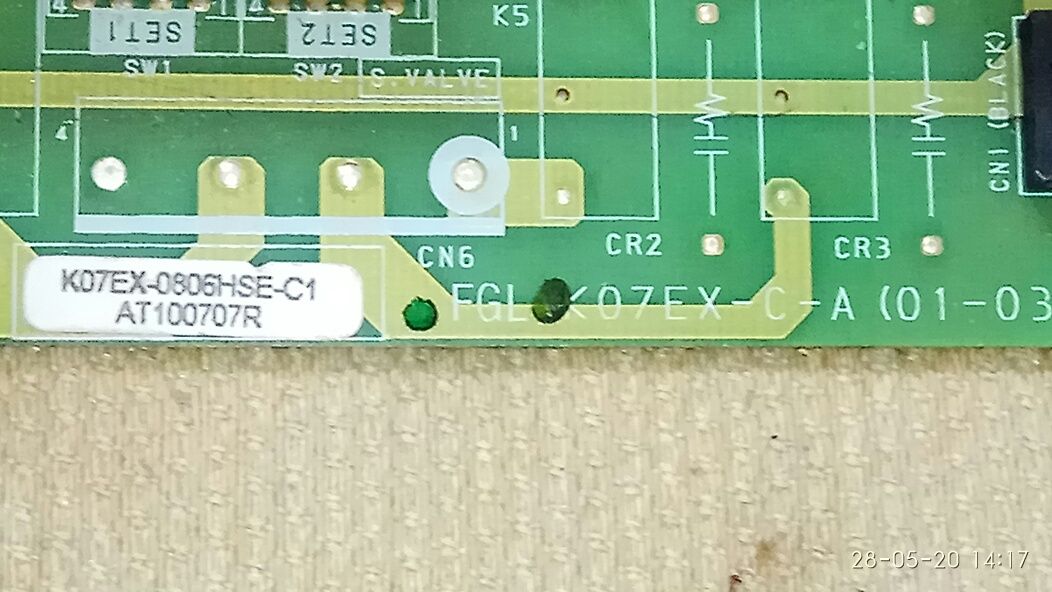 4
4
K5
SET1
SET2
SW1
SW2
S.VALVE
4
1
CN1 (BLACK)
CR2
CR3
CN6
K07EX-0806HSE-C1
AT100707R
FGL K07EX-C-A (01-03
28-05-20 14:17